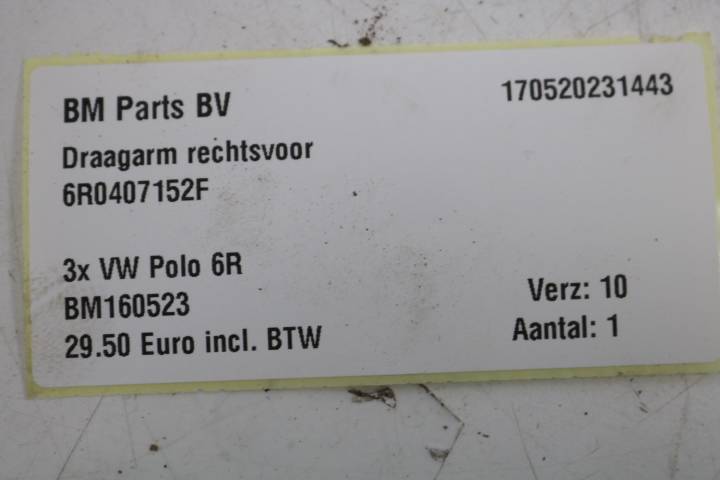 BM Parts BV
170520231443
Draagarm rechtsvoor
6R0407152F
3x VW Polo 6R
BM160523
Verz: 10
29.50 Euro incl. BTW
Aantal: 1